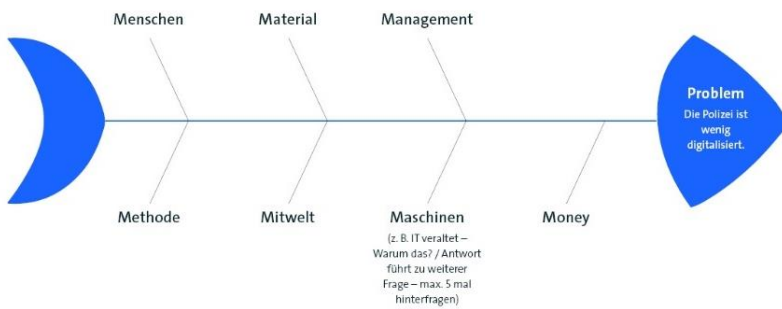 Menschen
Material
Management
Problem
Die Polizei ist
wenig
digitalisiert.
Methode
Mitwelt
Maschinen
(z. B. IT veraltet –
Warum das? / Antwort
führt zu weiterer
Frage – max. 5 mal
hinterfragen)
Money